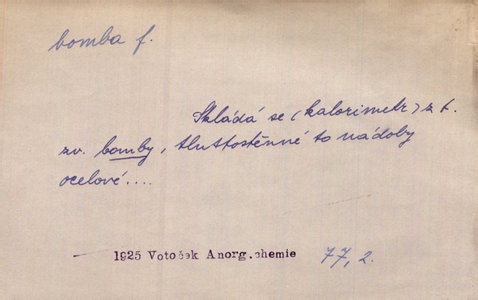 bomba f.
Skládá se (kalorimetr) z t.
zv. bomby, tlustostěnné to nádoby
ocelové....
1925 Votoček Anorg.chemie 77, 2.